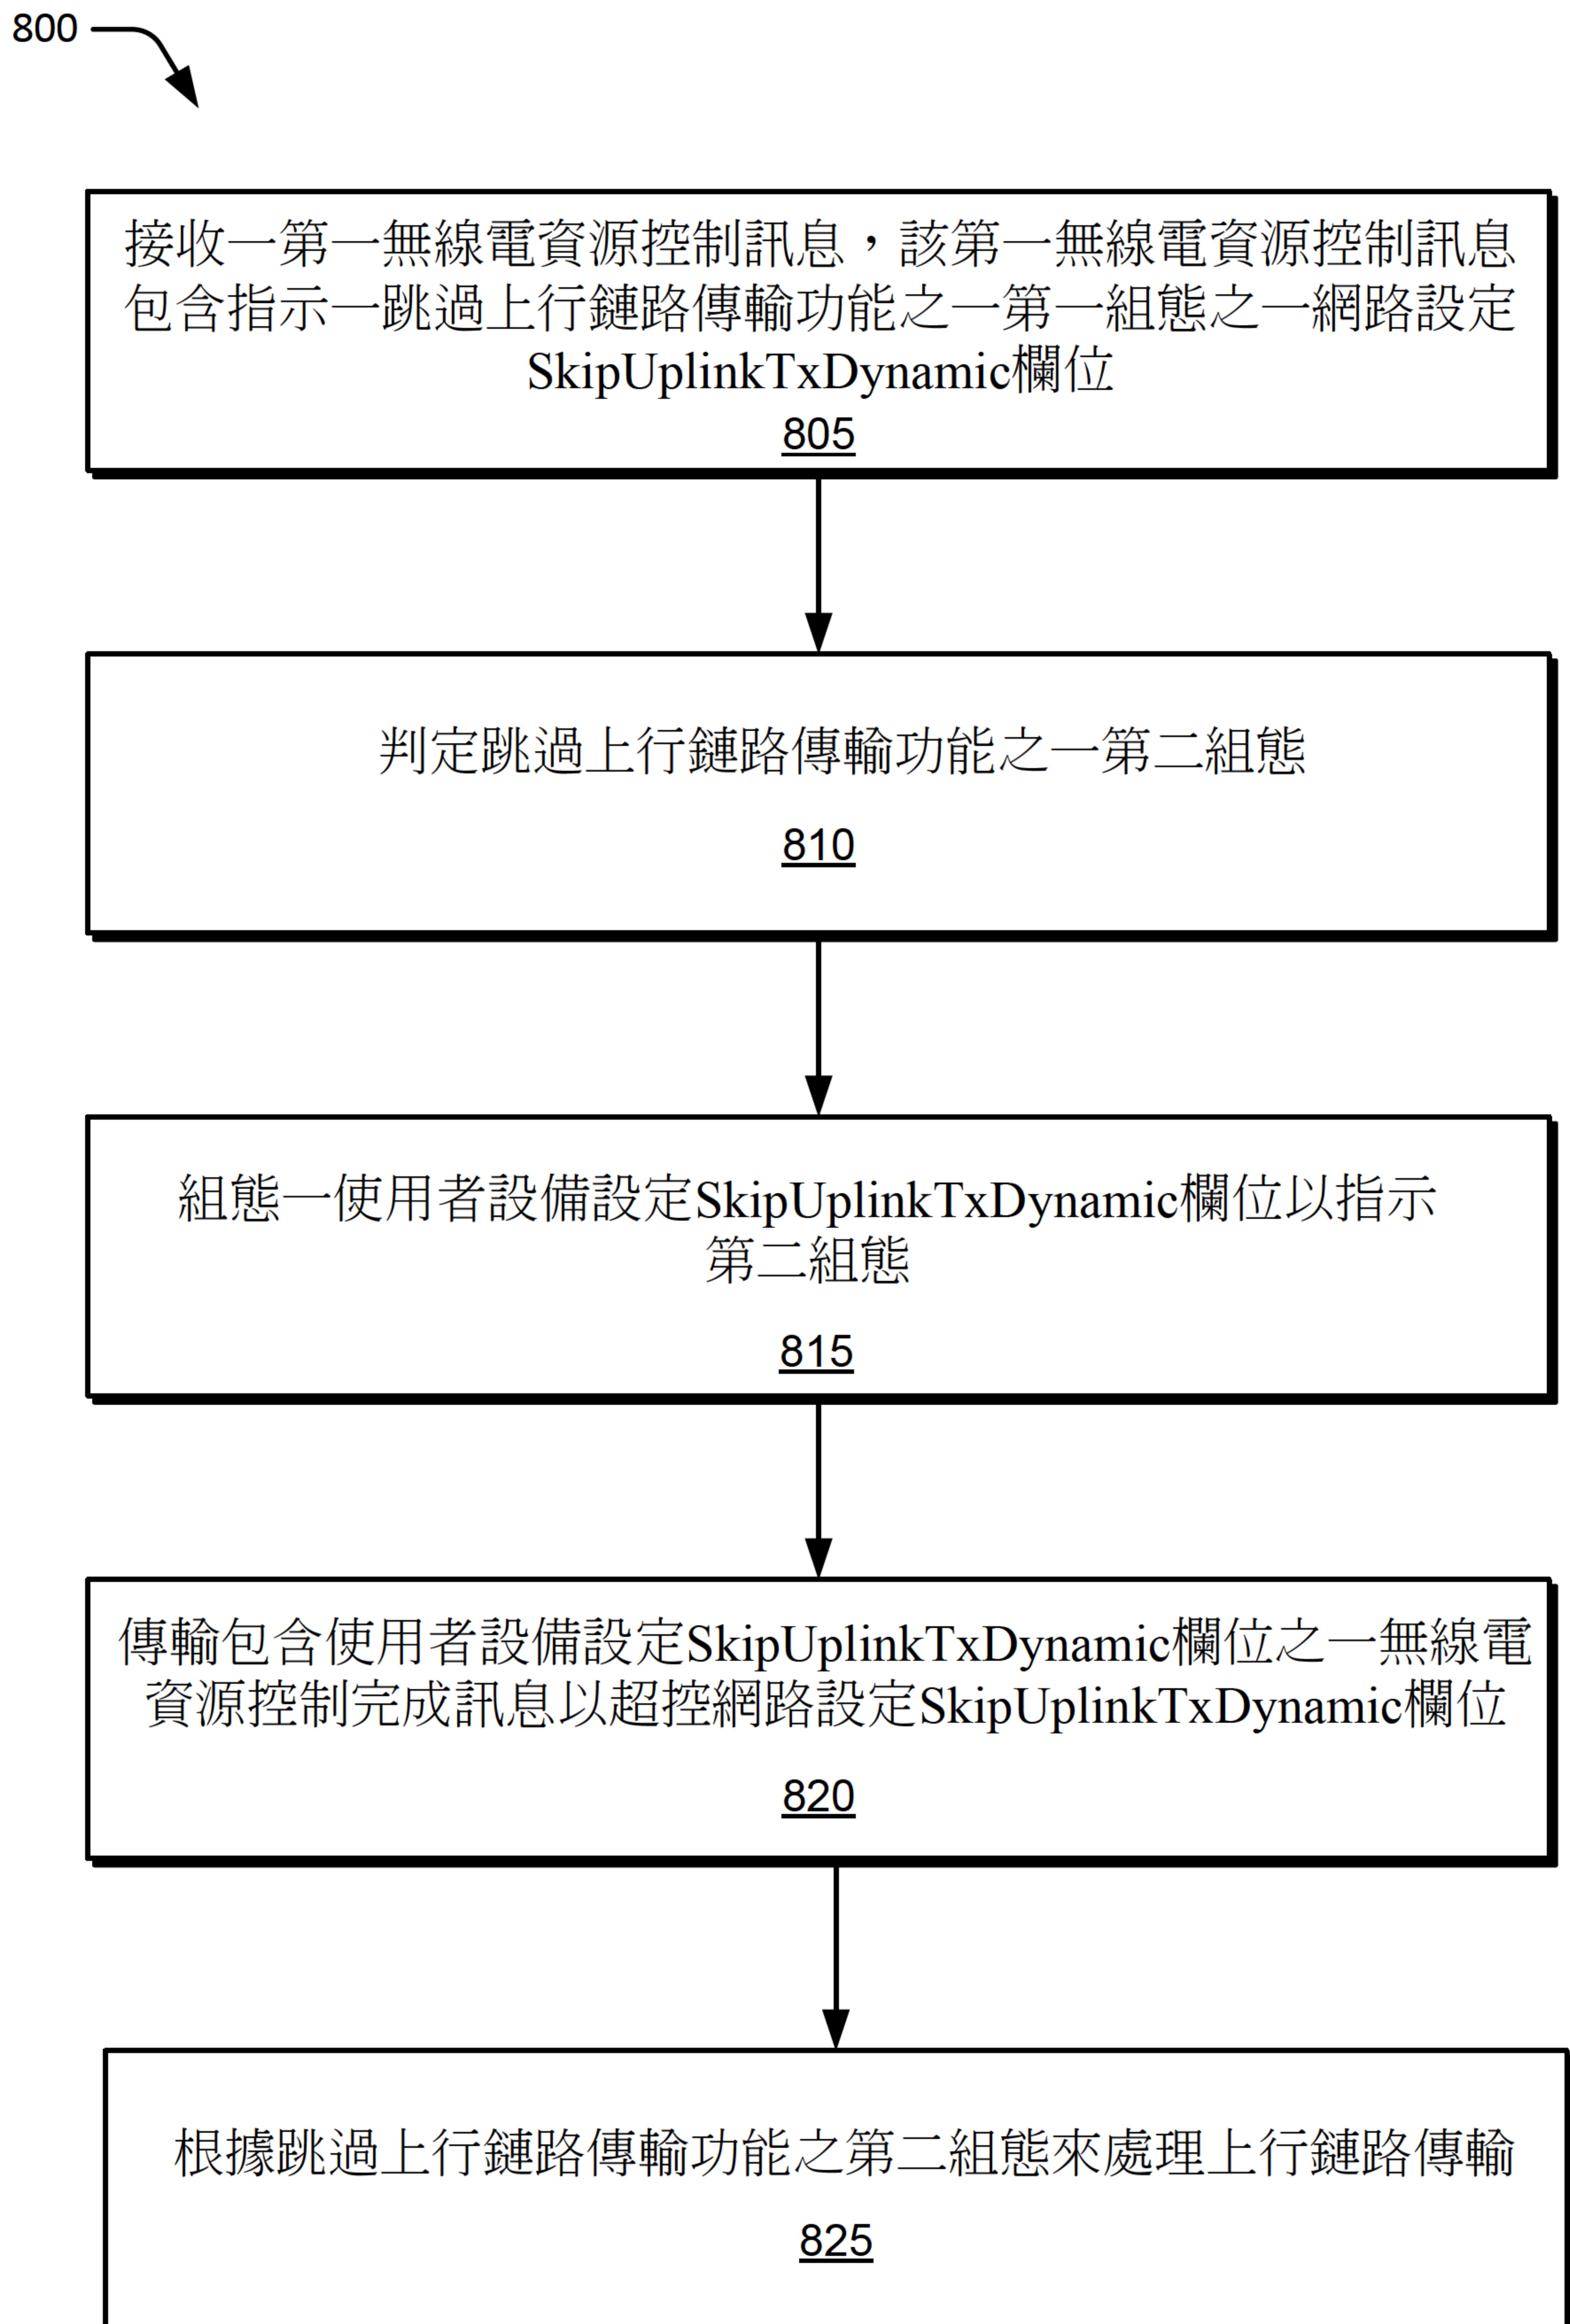 800
接收一第一無線電資源控制訊息，該第一無線電資源控制訊息
包含指示一跳過上行鏈路傳輸功能之一第一組態之一網路設定
SkipUplinkTxDynamic欄位
805
判定跳過上行鏈路傳輸功能之一第二組態
810
組態一使用者設備設定SkipUplinkTxDynamic欄位以指示
第二組態
815
傳輸包含使用者設備設定SkipUplinkTxDynamic欄位之一無線電
資源控制完成訊息以超控網路設定SkipUplinkTxDynamic欄位
820
根據跳過上行鏈路傳輸功能之第二組態來處理上行鏈路傳輸
825